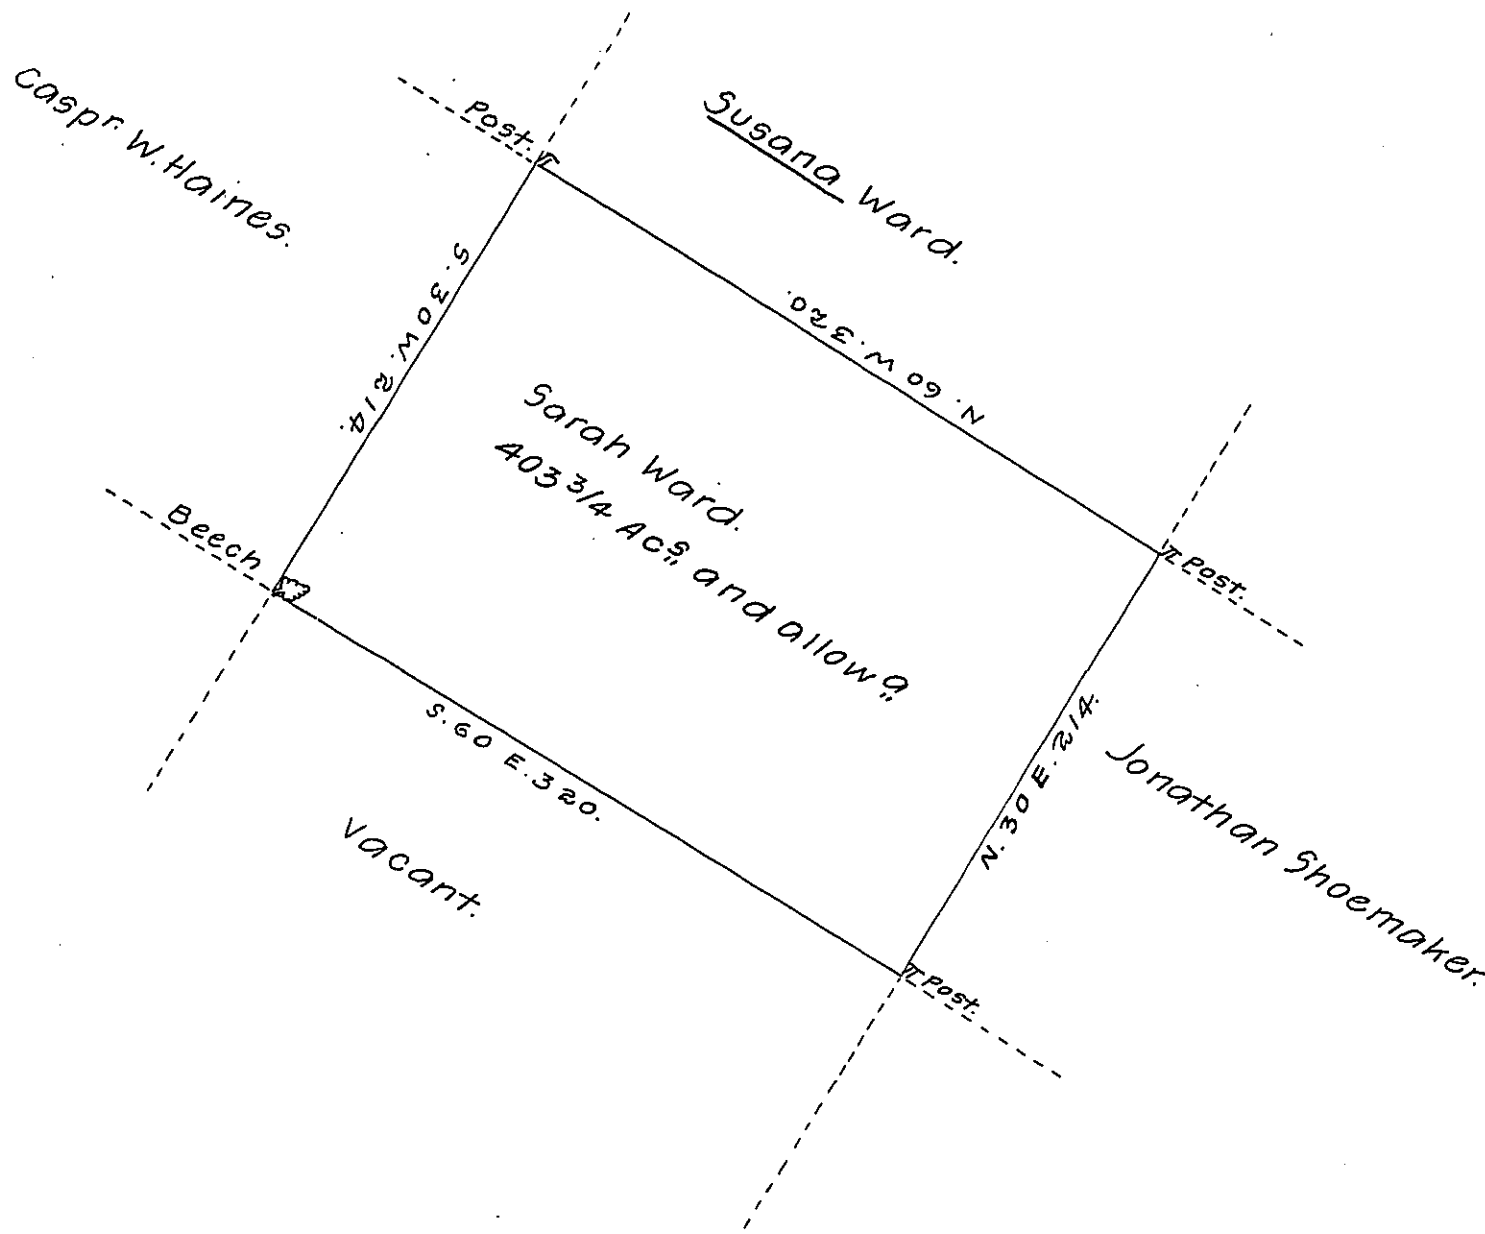 Caspr. W. Haines.
Post.
Susana Ward.
S. 30 W. 214.
N. 60 W. 320.
Sarah Ward.
403 3/4 Acs. and allowa.
Beech
Post.
S. 60 E. 320.
N. 30 E. 214.
Jonathan Shoemaker.
Vacant.
Post.